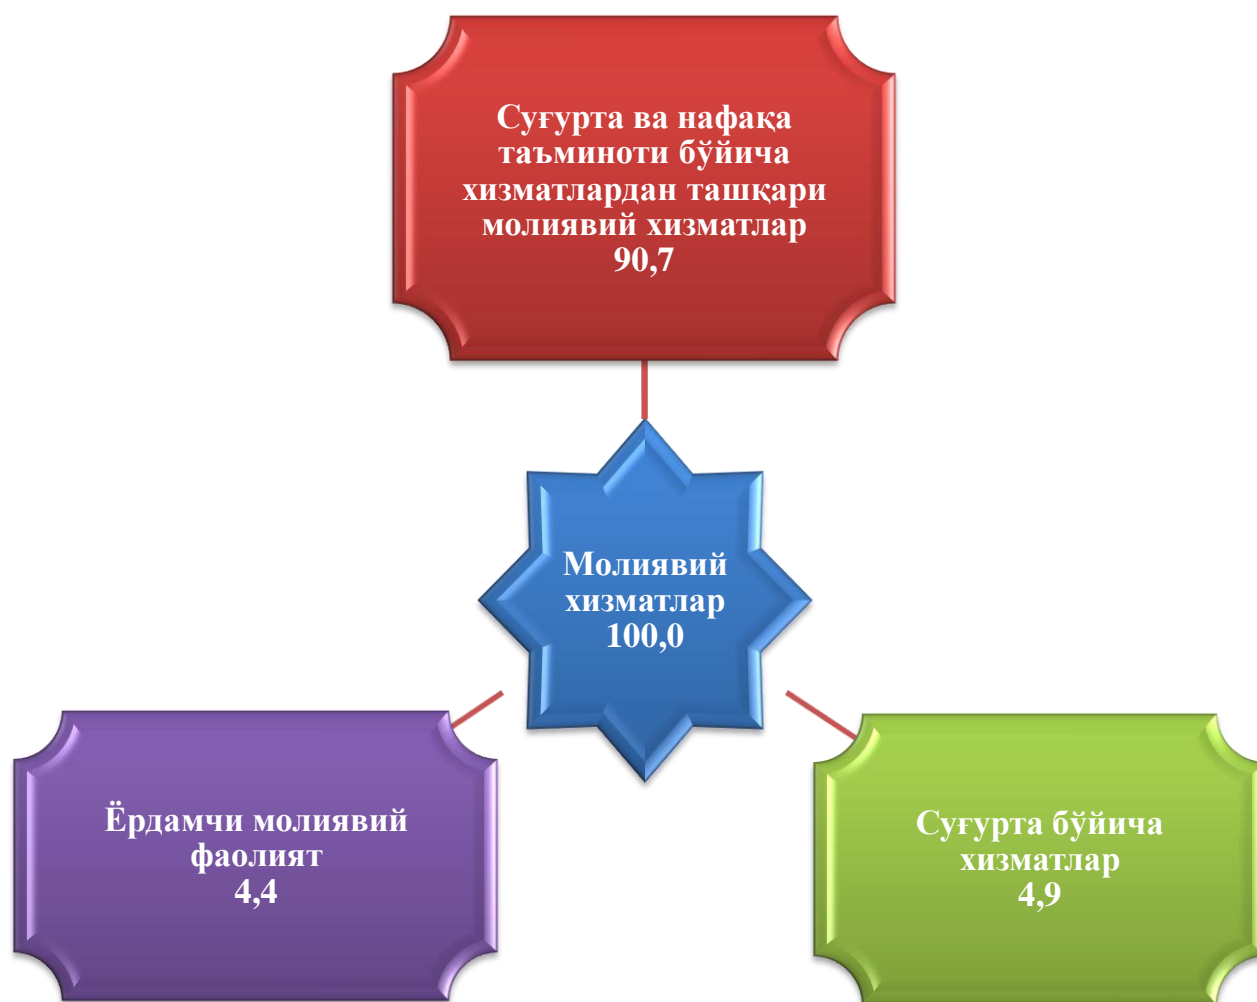 Суғурта ва нафақа
таъминоти бўйича
хизматлардан ташқари
молиявий хизматлар
90,7
Молиявий
хизматлар
100,0
Ёрдамчи молиявий
фаолият
4,4
Суғурта бўйича
хизматлар
4,9